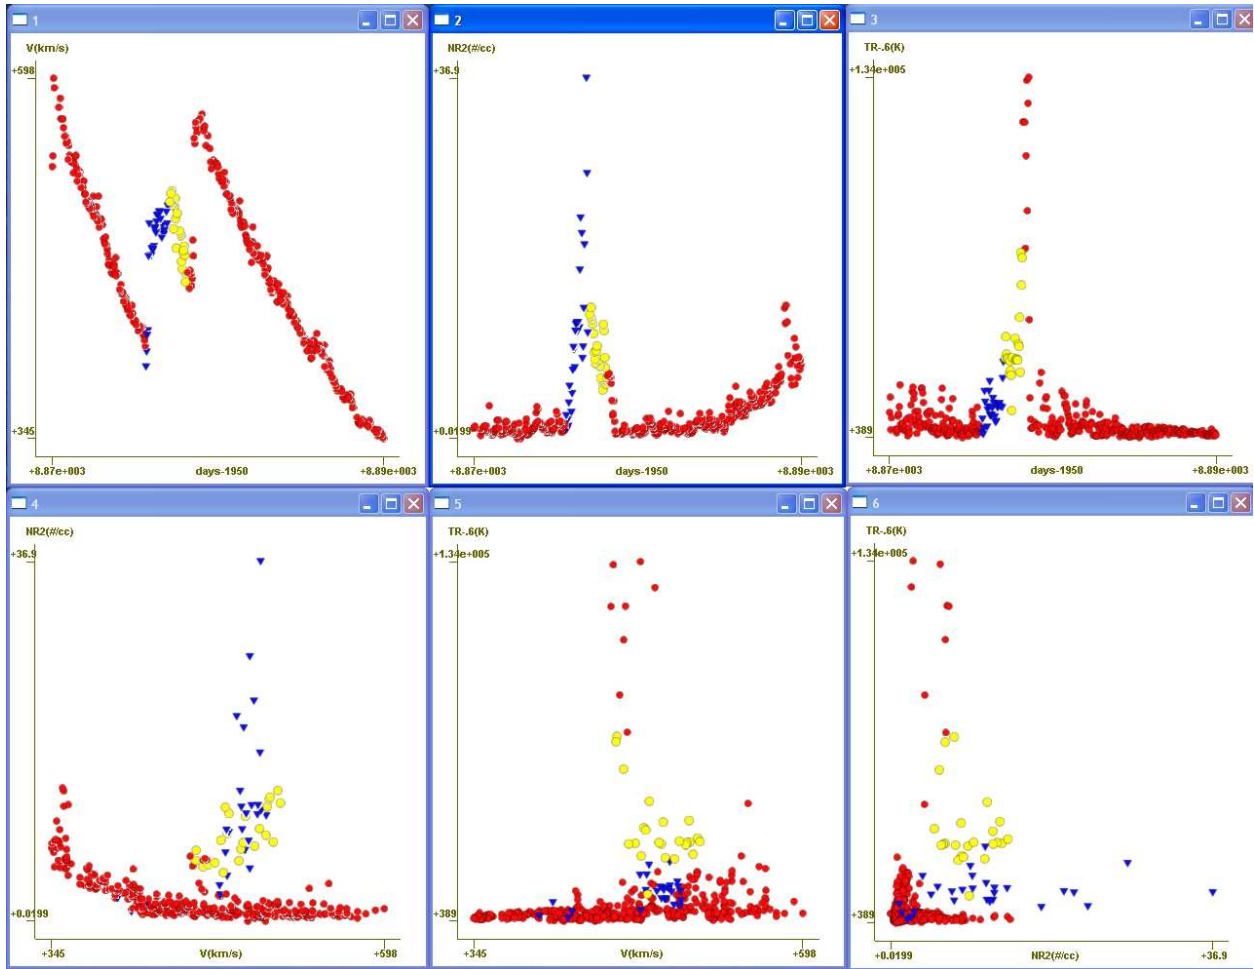 1
V(km/s)
+598
+345
+8.87e+003
days-1950
+8.89e+003
2
NR2(#/cc)
+36.9
+0.0199
+8.87e+003
days-1950
+8.89e+003
3
TR-.6(K)
+1.34e+005
+389
+8.87e+003
days-1950
+8.89e+003
4
NR2(#/cc)
+36.9
+0.0199
+345
V(km/s)
+598
5
TR-.6(K)
+1.34e+005
+389
+345
V(km/s)
+598
6
TR-.6(K)
+1.34e+005
+389
+0.0199
NR2(#/cc)
+36.9